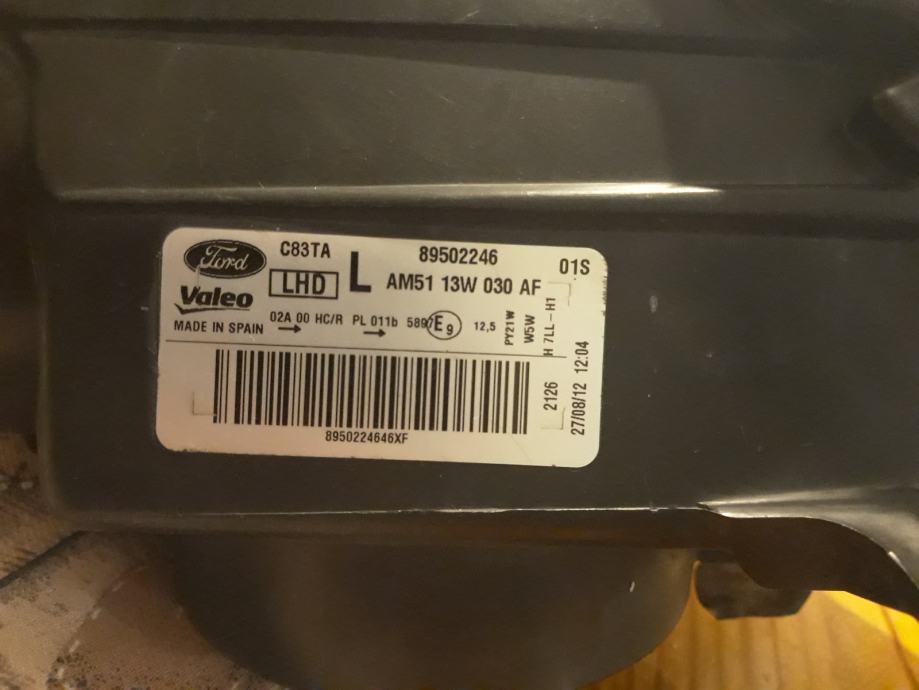 Ford
C83TA
LHD
L
89502246
AM51 13W 030 AF
01S
Valeo
MADE IN SPAIN
02A 00 HC/R PL 011b 5897 E9 12,5
PY21W
W5W
H 7LL-H1
2126
27/08/12 12:04
8950224646XF